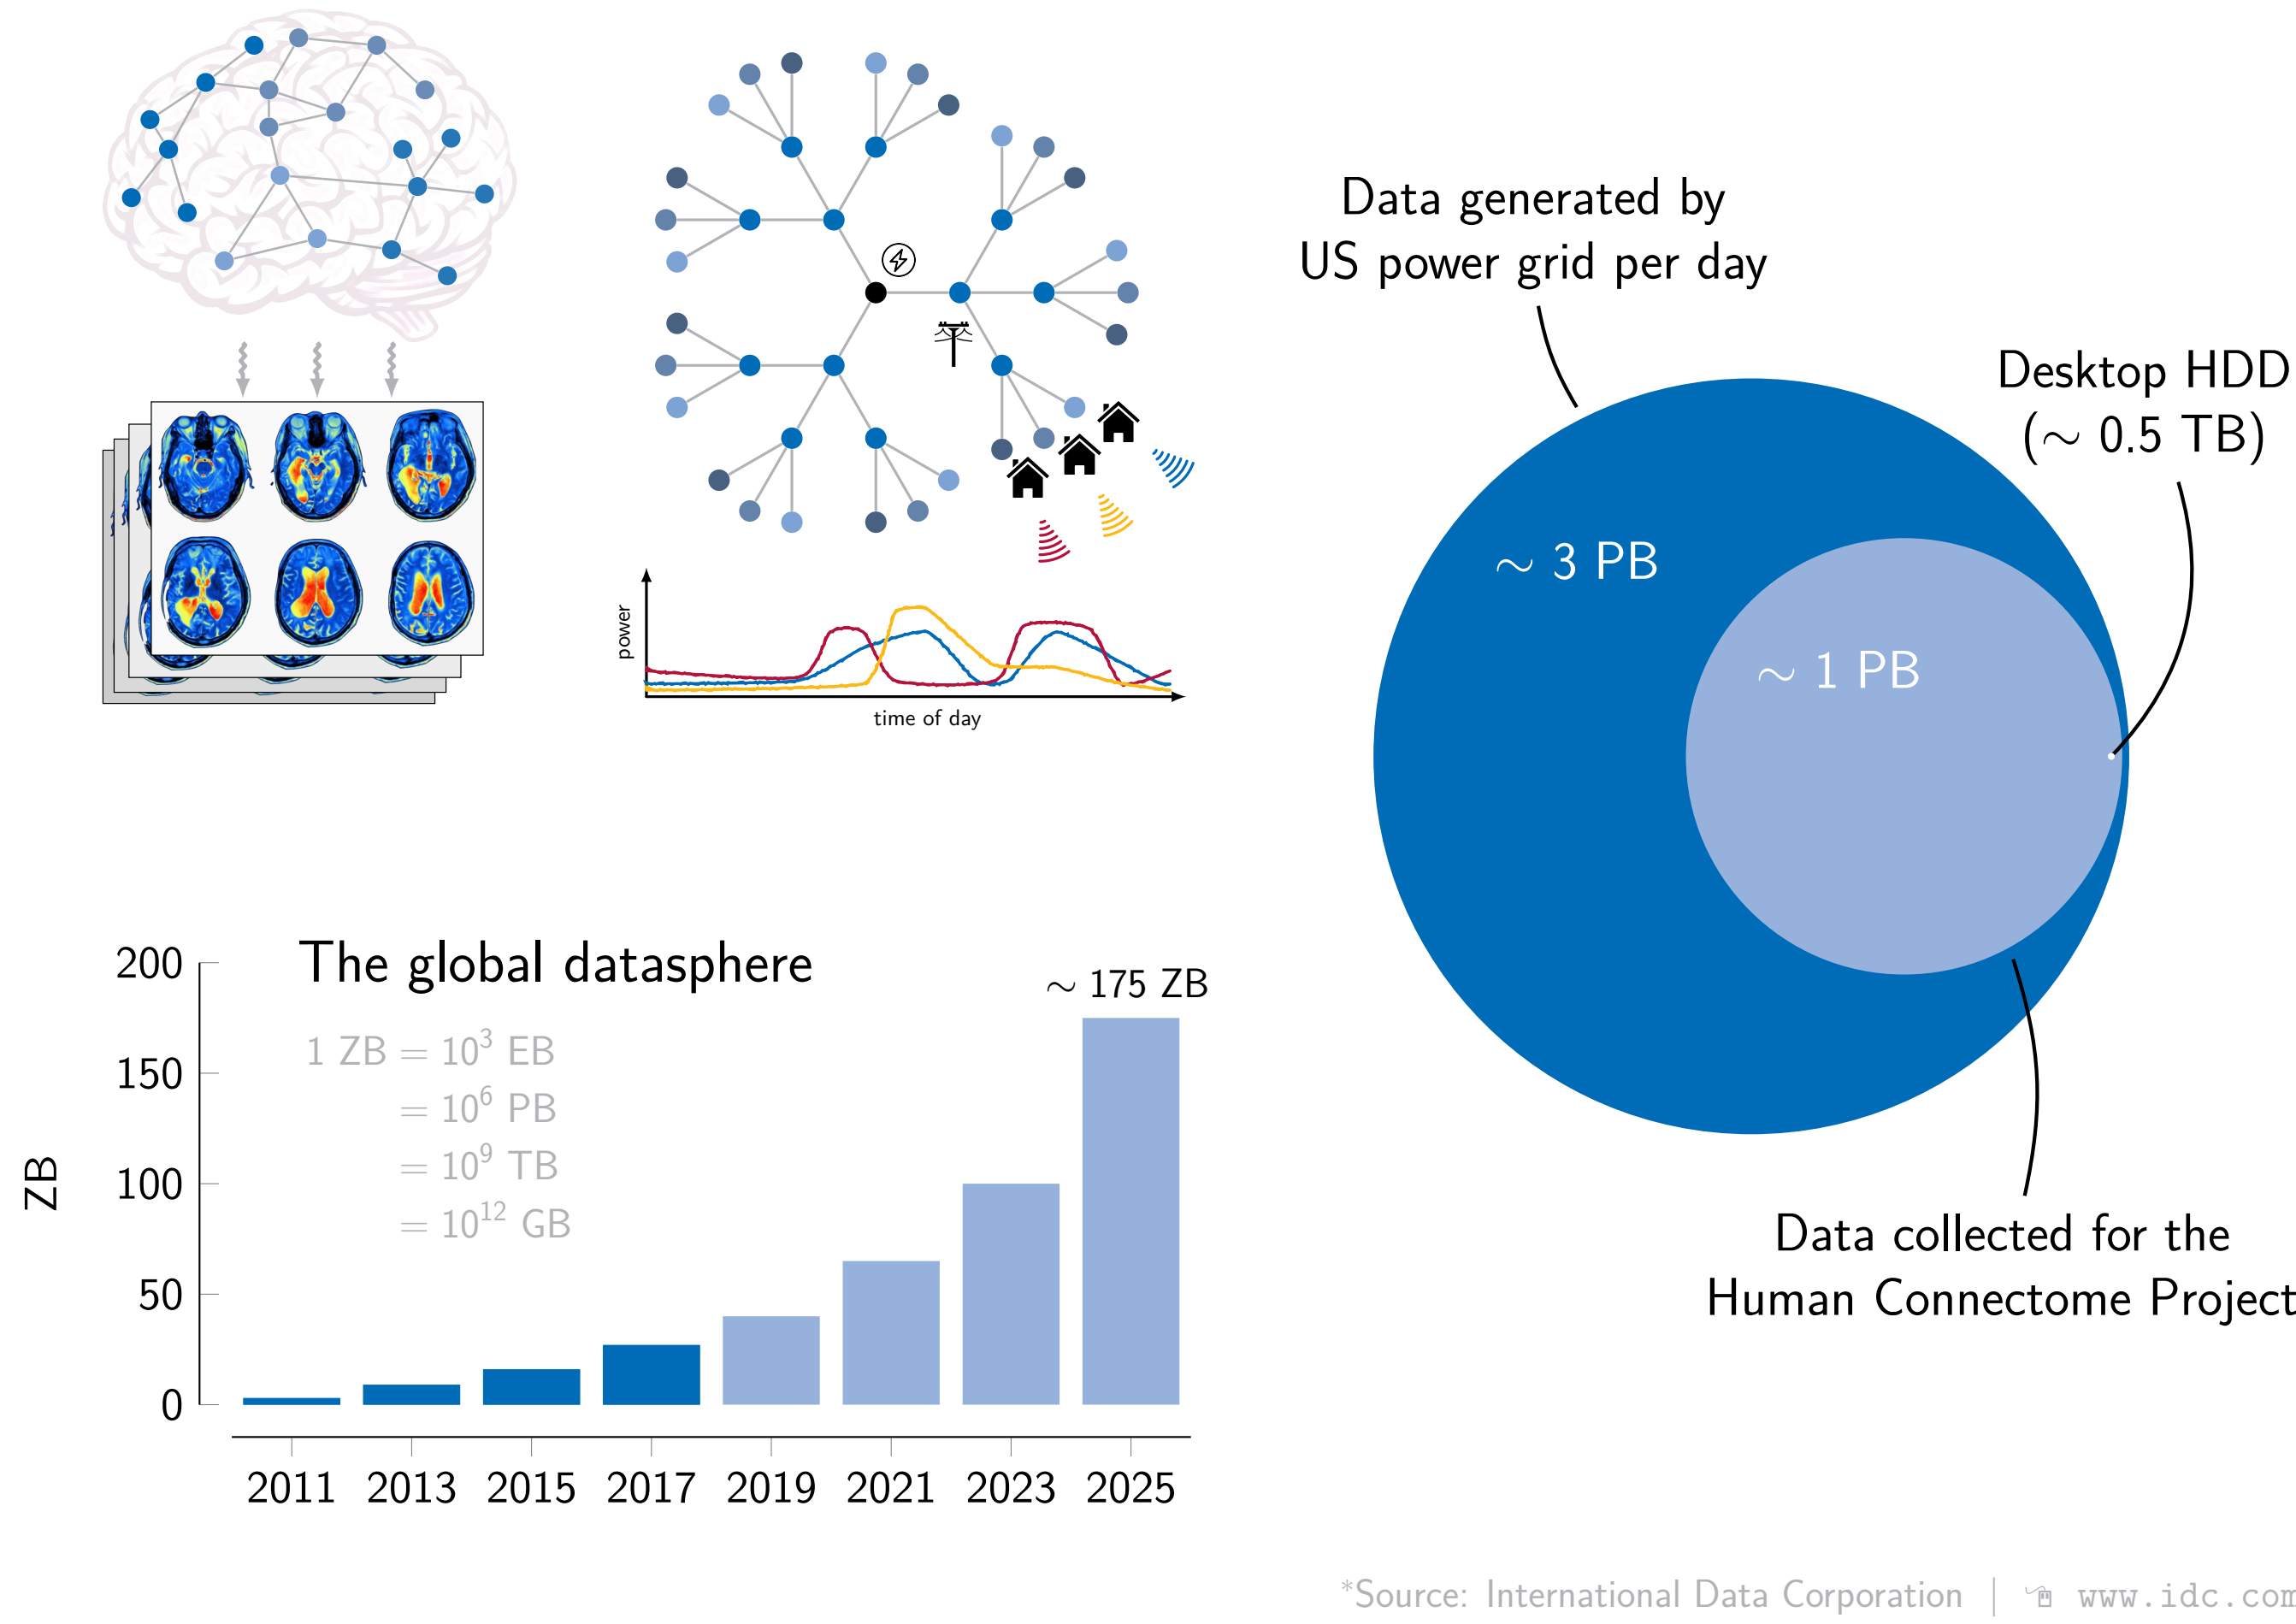 Data generated by
US power grid per day
Desktop HDD
(∼ 0.5 TB)
∼ 3 PB
∼ 1 PB
power
time of day
Data collected for the
Human Connectome Project
The global datasphere
∼ 175 ZB
1 ZB = 10³ EB
= 10⁶ PB
= 10⁹ TB
= 10¹² GB
ZB
200
150
100
50
0
2011 2013 2015 2017 2019 2021 2023 2025
*Source: International Data Corporation | www.idc.com